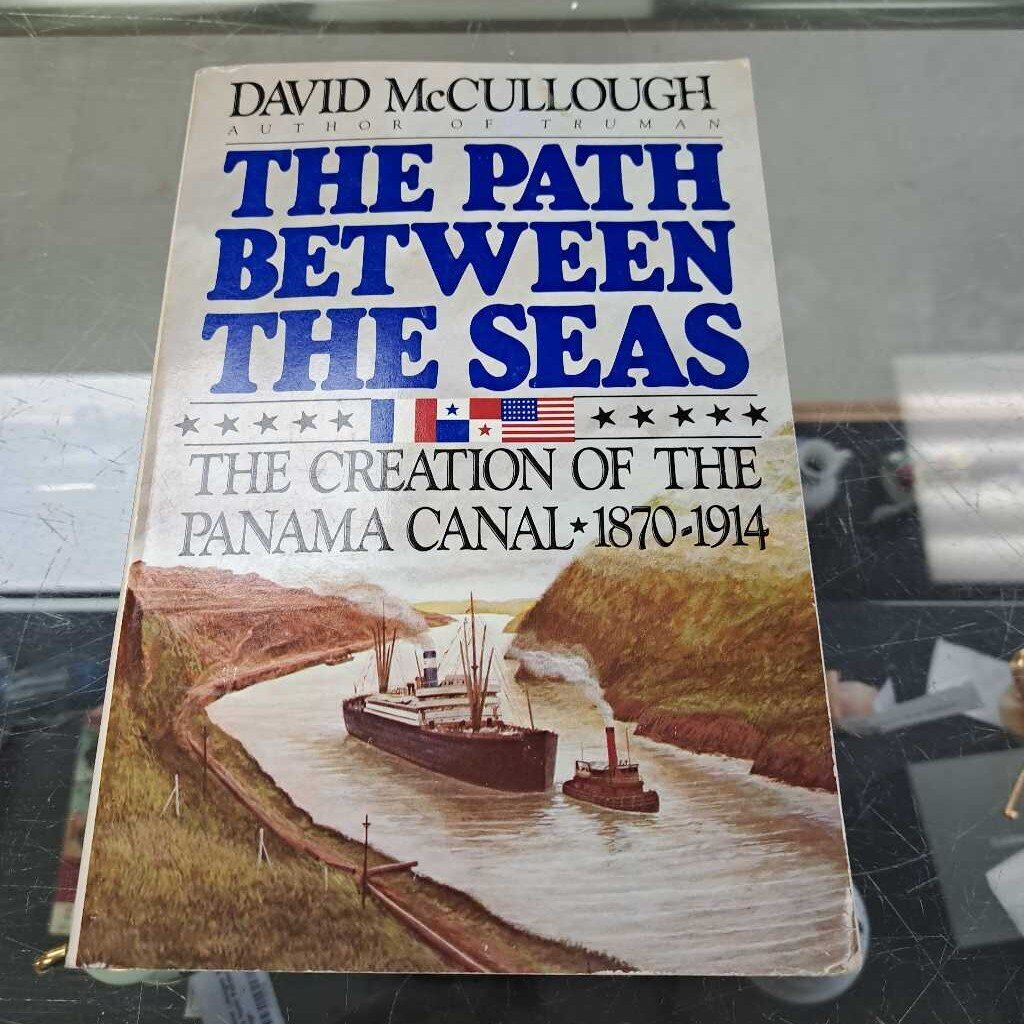 DAVID McCULLOUGH
AUTHOR OF TRUMAN
THE PATH
BETWEEN
THE SEAS
THE CREATION OF THE
PANAMA CANAL★1870-1914